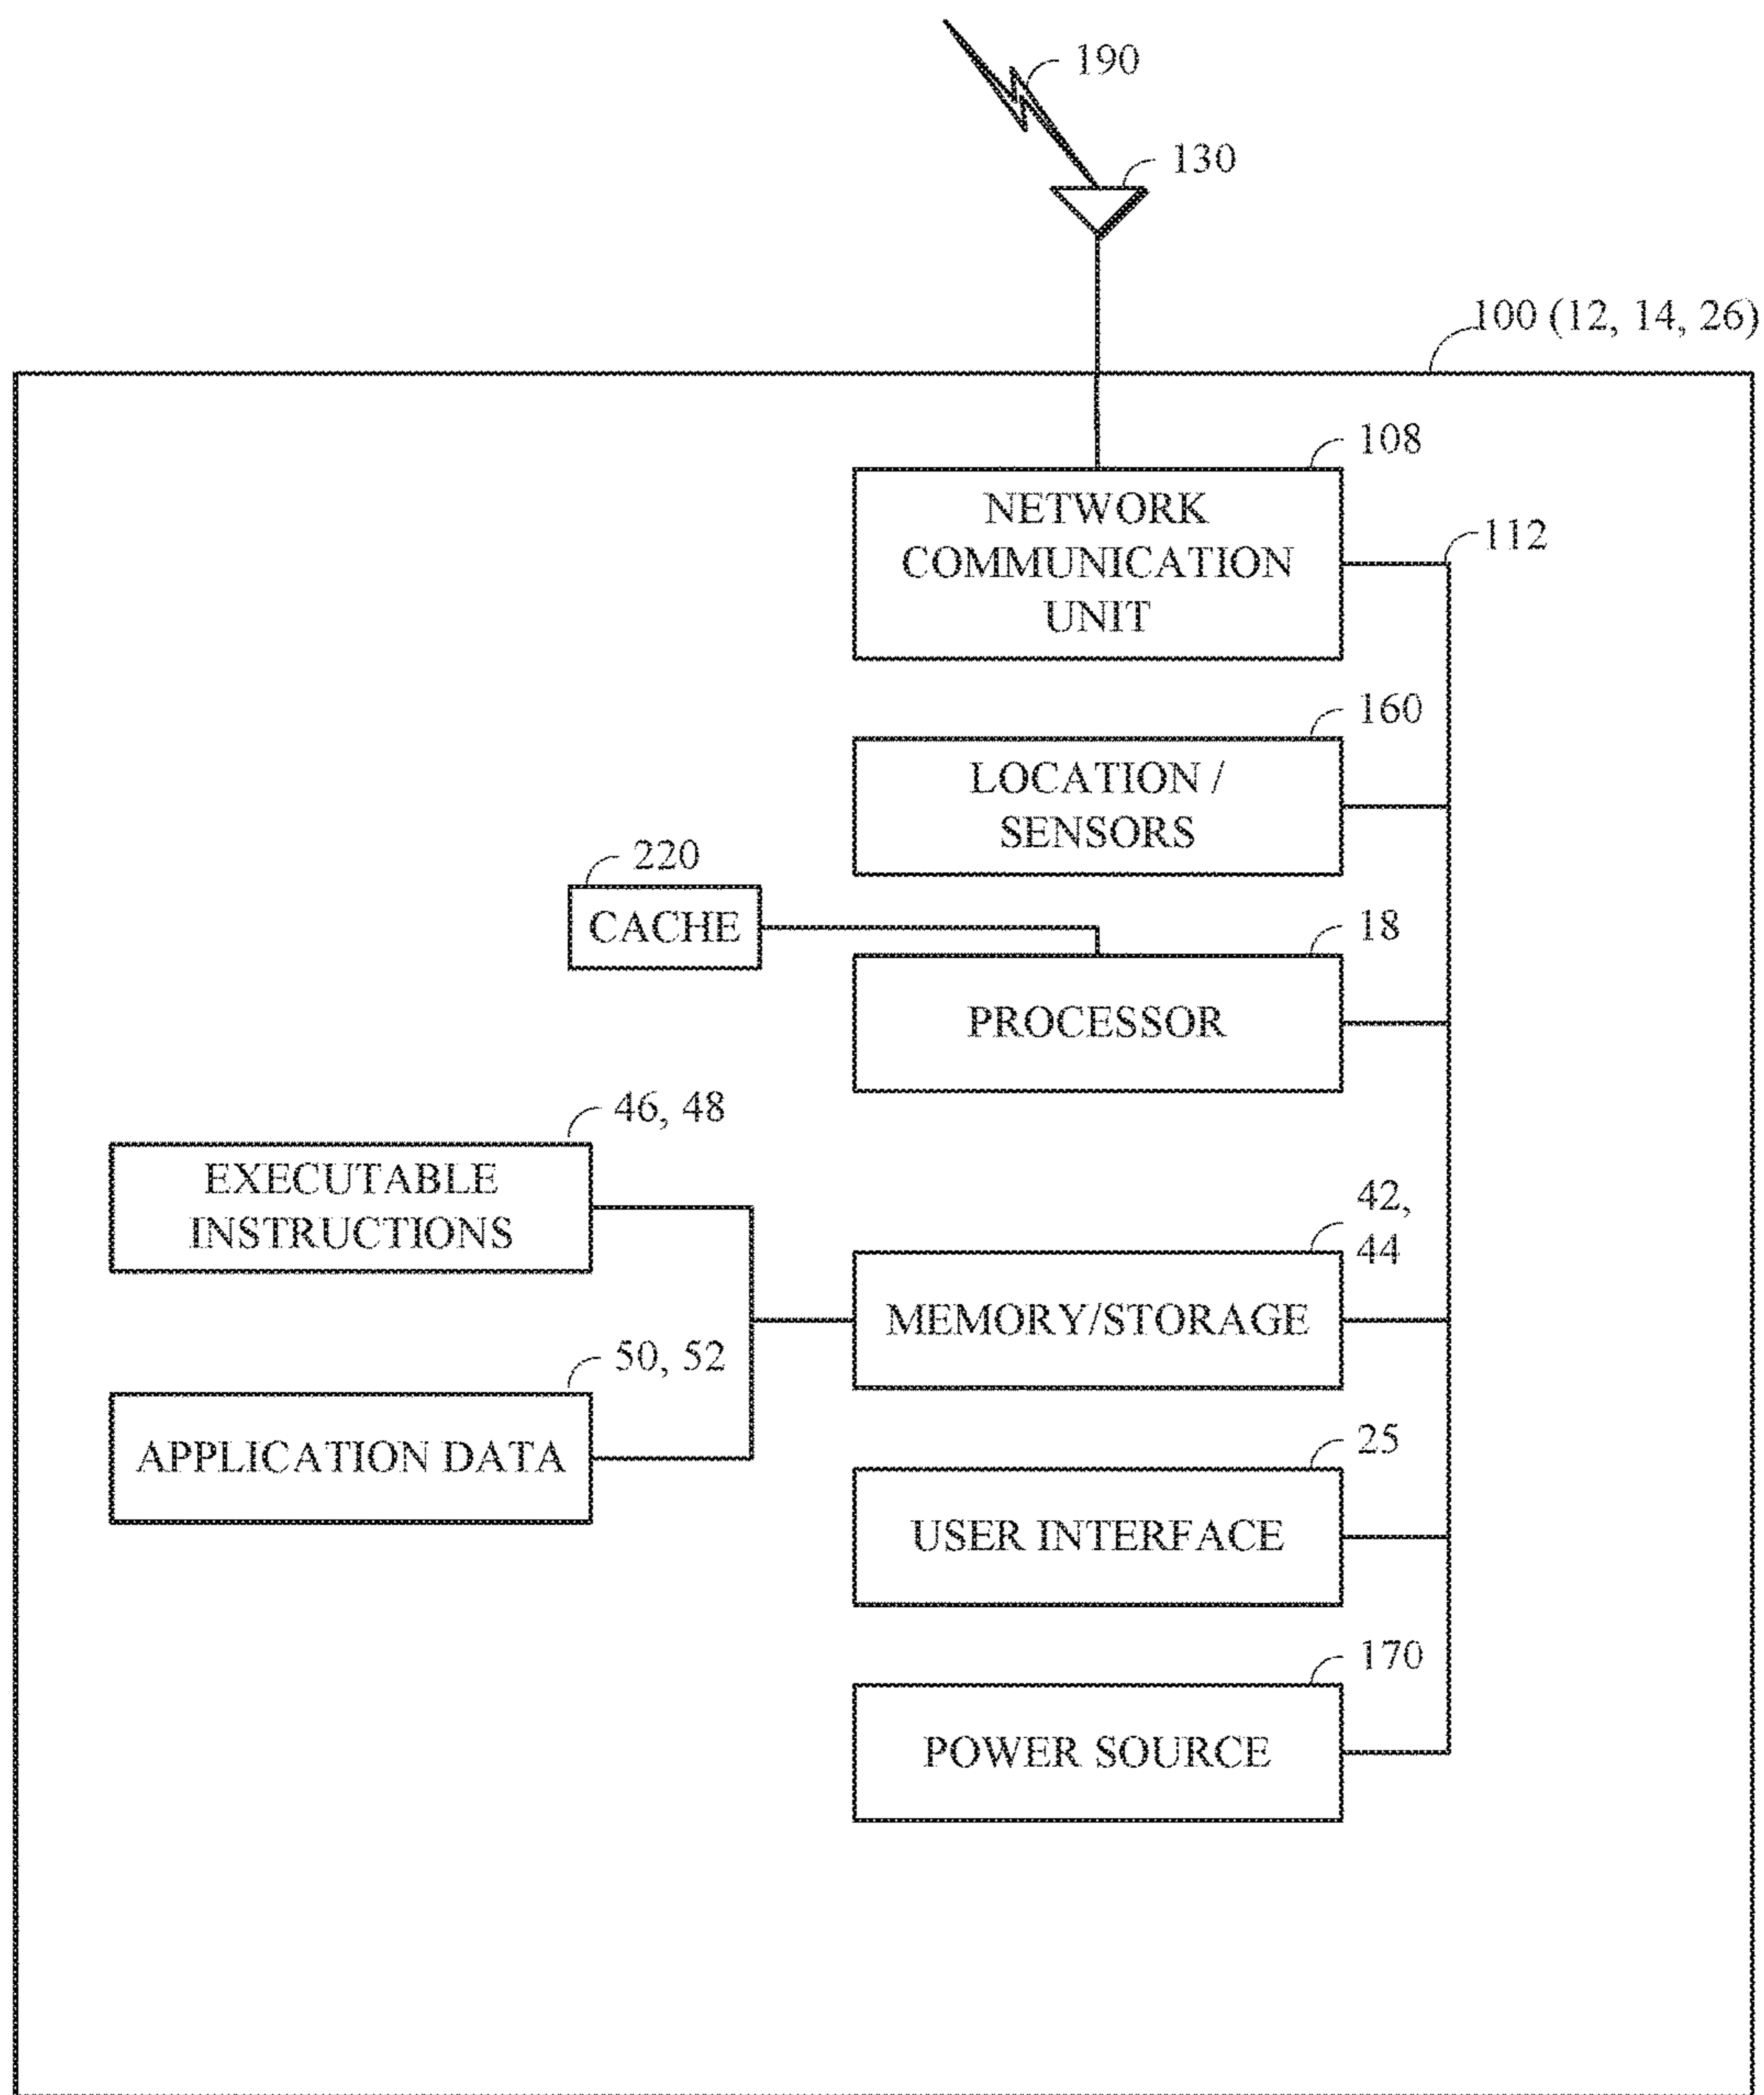 190
130
100 (12, 14, 26)
108
NETWORK
COMMUNICATION
UNIT
112
160
LOCATION /
SENSORS
220
CACHE
18
PROCESSOR
46, 48
EXECUTABLE
INSTRUCTIONS
42,
44
MEMORY/STORAGE
50, 52
APPLICATION DATA
25
USER INTERFACE
170
POWER SOURCE